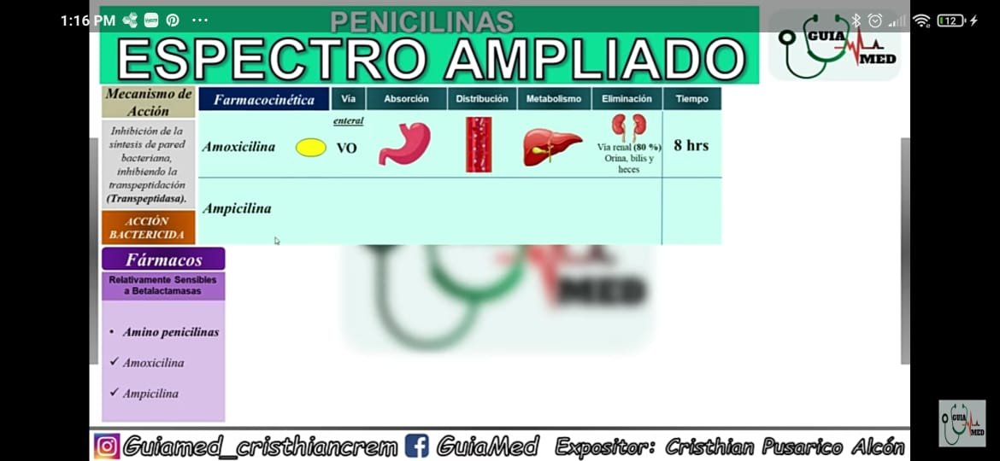 1:16 PM
12
PENICILINAS
ESPECTRO AMPLIADO
GUIA
LA
MED
Mecanismo de
Acción
Inhibición de la
síntesis de pared
bacteriana,
inhibiendo la
transpeptidación
(Transpeptidasa).
ACCIÓN
BACTERICIDA
Farmacocinética
Vía
Absorción
Distribución
Metabolismo
Eliminación
Tiempo
Amoxicilina
enteral
VO
Vía renal (80 %)
Orina, bilis y
heces
8 hrs
Ampicilina
Fármacos
Relativamente Sensibles
a Betalactamasas
• Amino penicilinas
✓ Amoxicilina
✓ Ampicilina
MED
Guiamed_cristhiancrem GuiaMed Expositor: Cristhian Pusarico Alcón
GUIA
MED